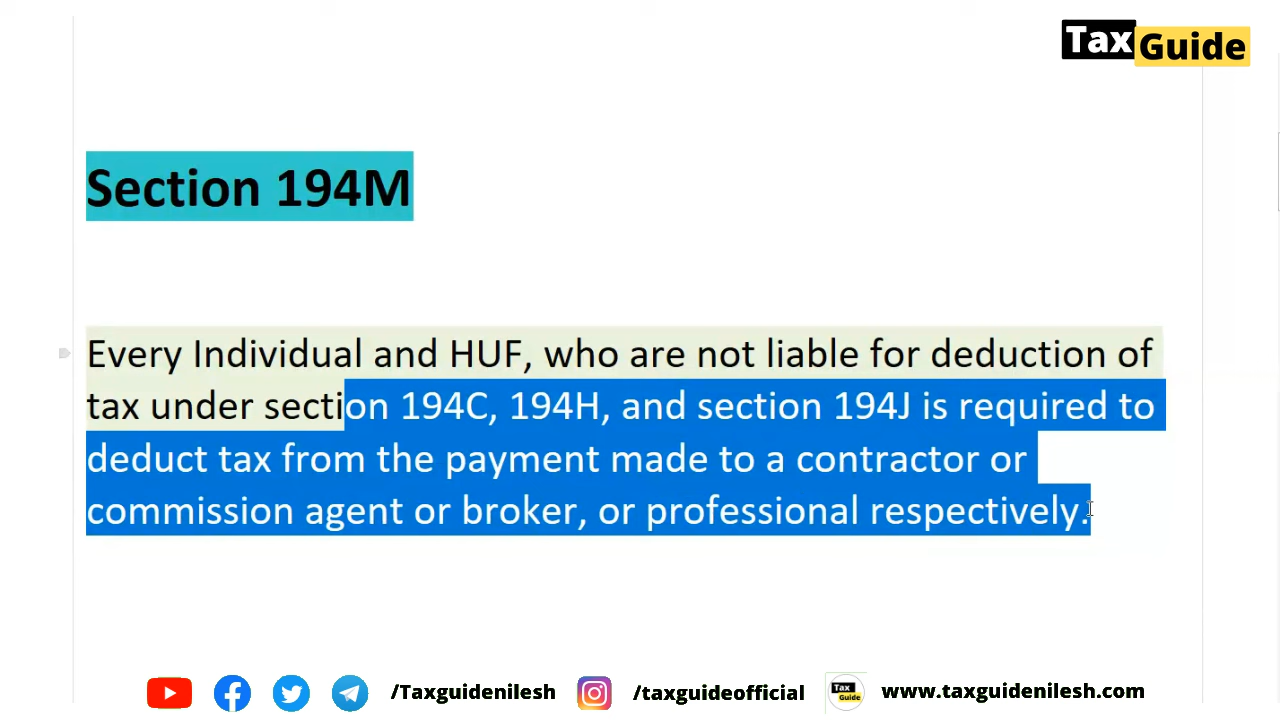 Tax Guide
Section 194M
Every Individual and HUF, who are not liable for deduction of
tax under section 194C, 194H, and section 194J is required to
deduct tax from the payment made to a contractor or
commission agent or broker, or professional respectively.
/Taxguidenilesh /taxguideofficial Tax Guide www.taxguidenilesh.com